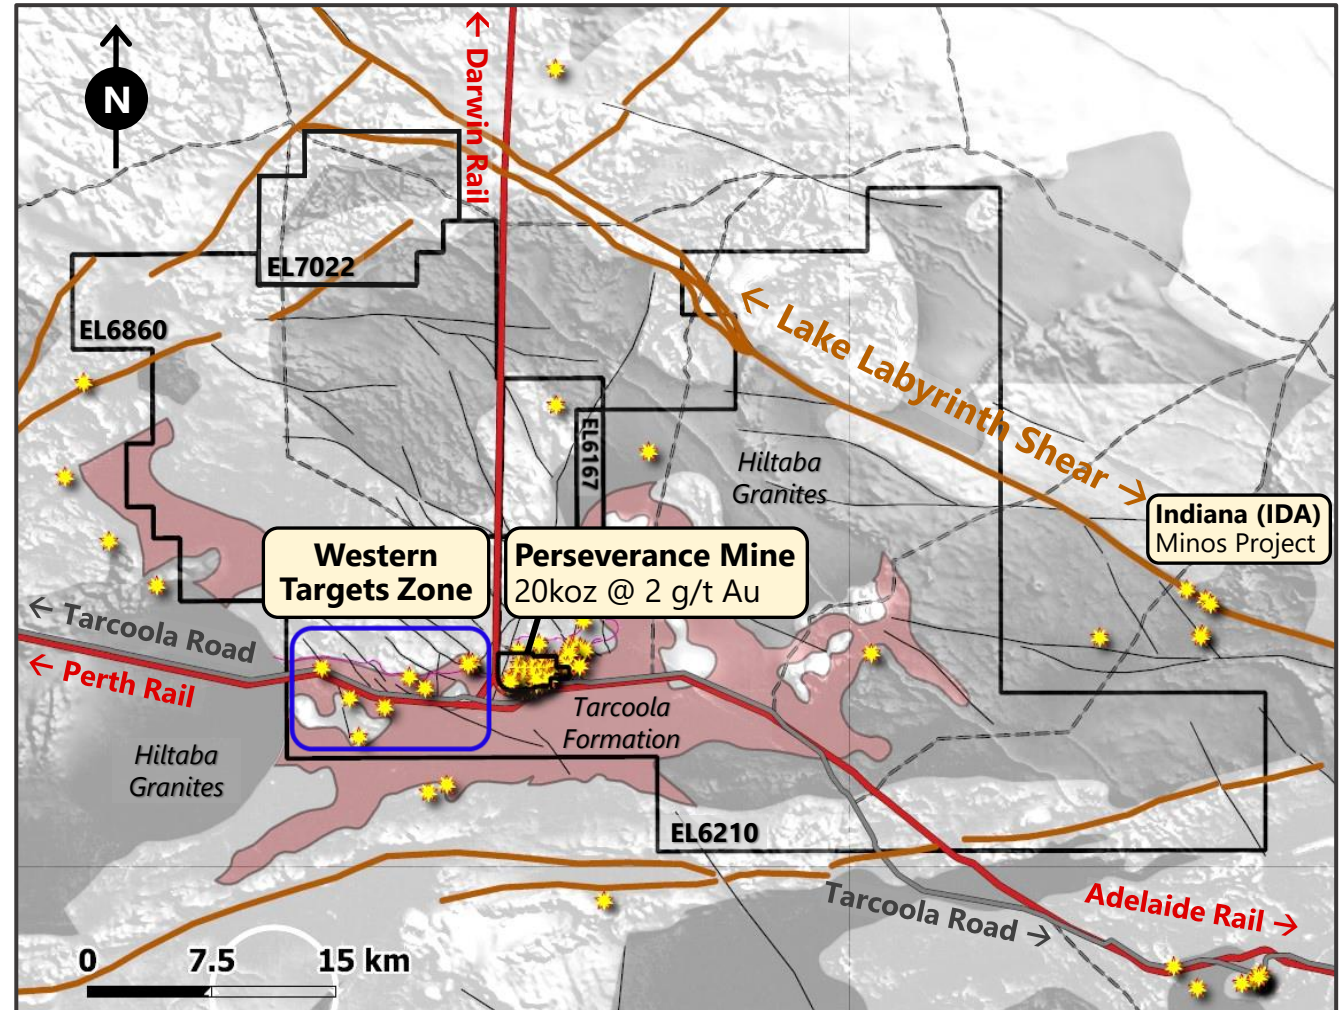 N
← Darwin Rail
EL7022
EL6860
← Lake Labyrinth Shear →
EL6167
Hiltaba
Granites
Indiana (IDA)
Minos Project
Western
Targets Zone
Perseverance Mine
20koz @ 2 g/t Au
← Tarcoola Road
← Perth Rail
Tarcoola
Formation
Hiltaba
Granites
EL6210
Tarcoola Road →
Adelaide Rail →
0 7.5 15 km